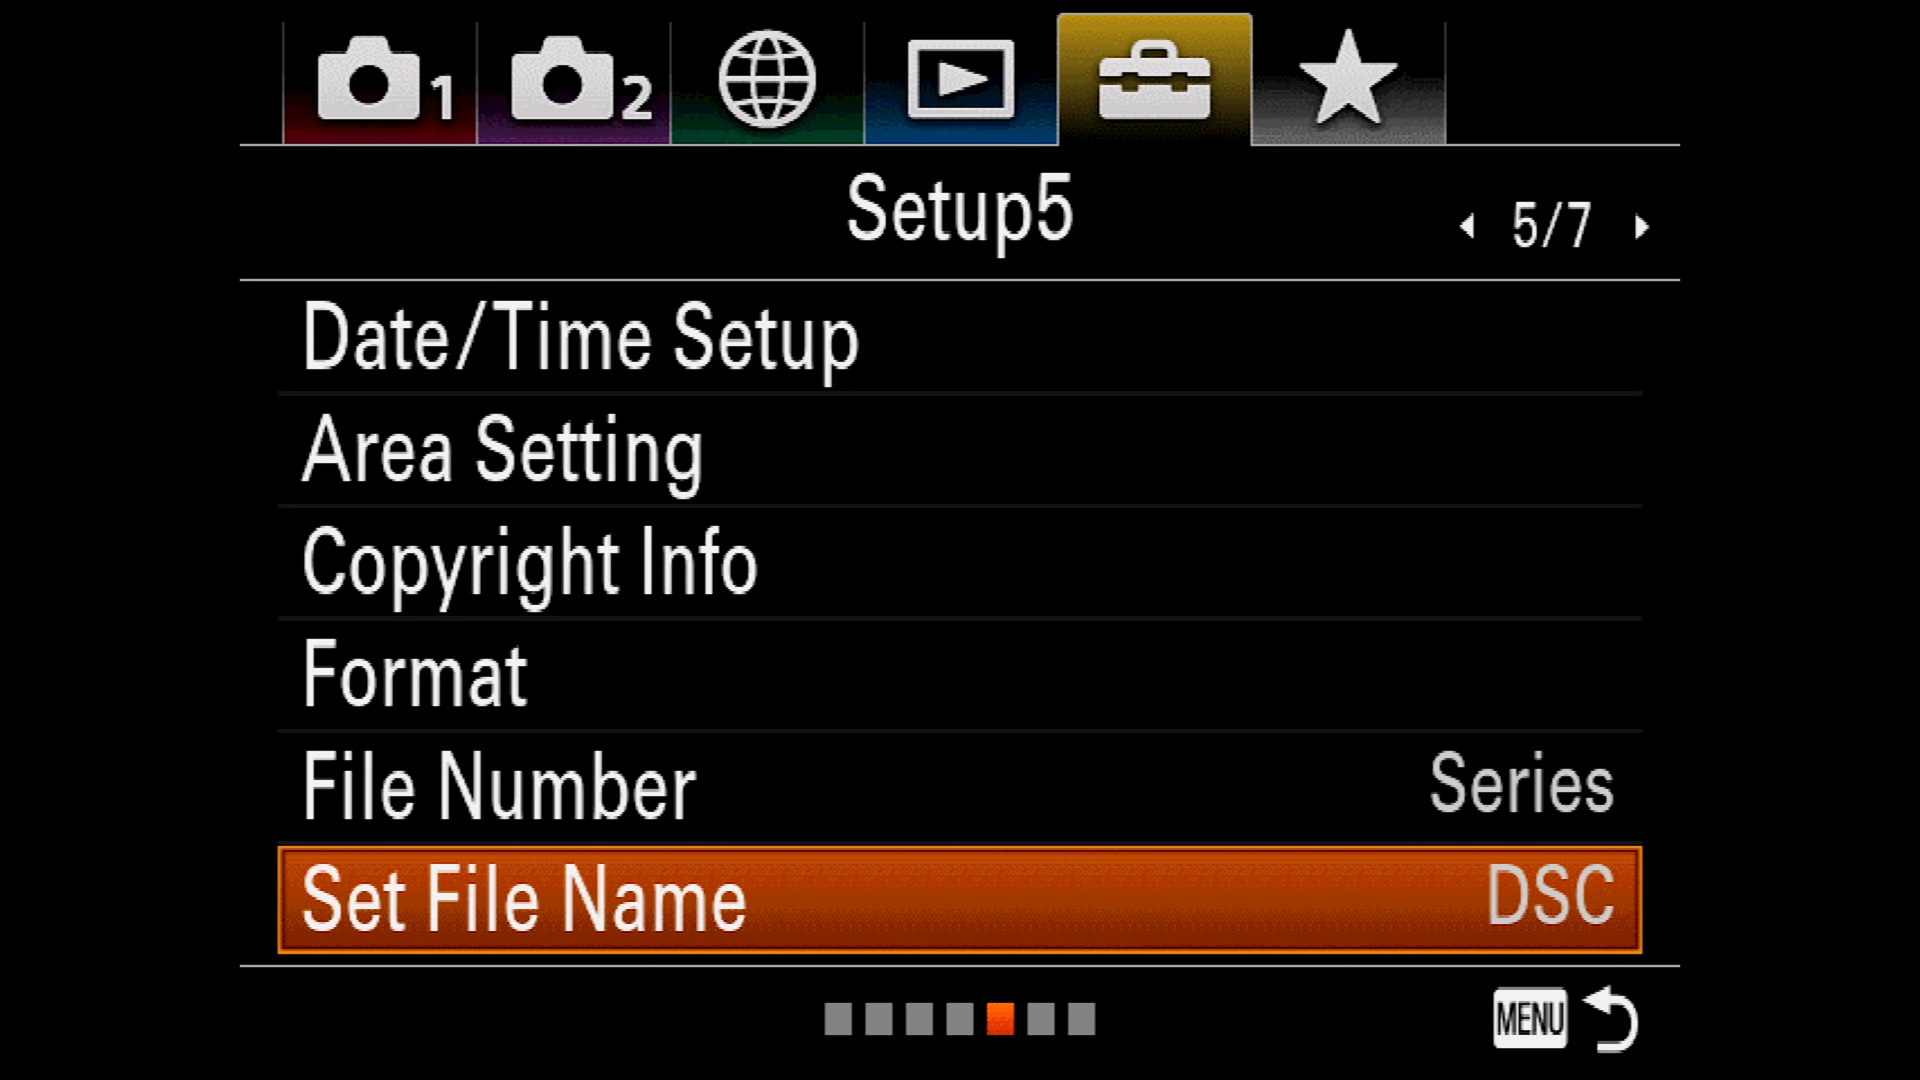 1 2
Setup5
5/7
Date/Time Setup
Area Setting
Copyright Info
Format
File Number Series
Set File Name DSC
MENU